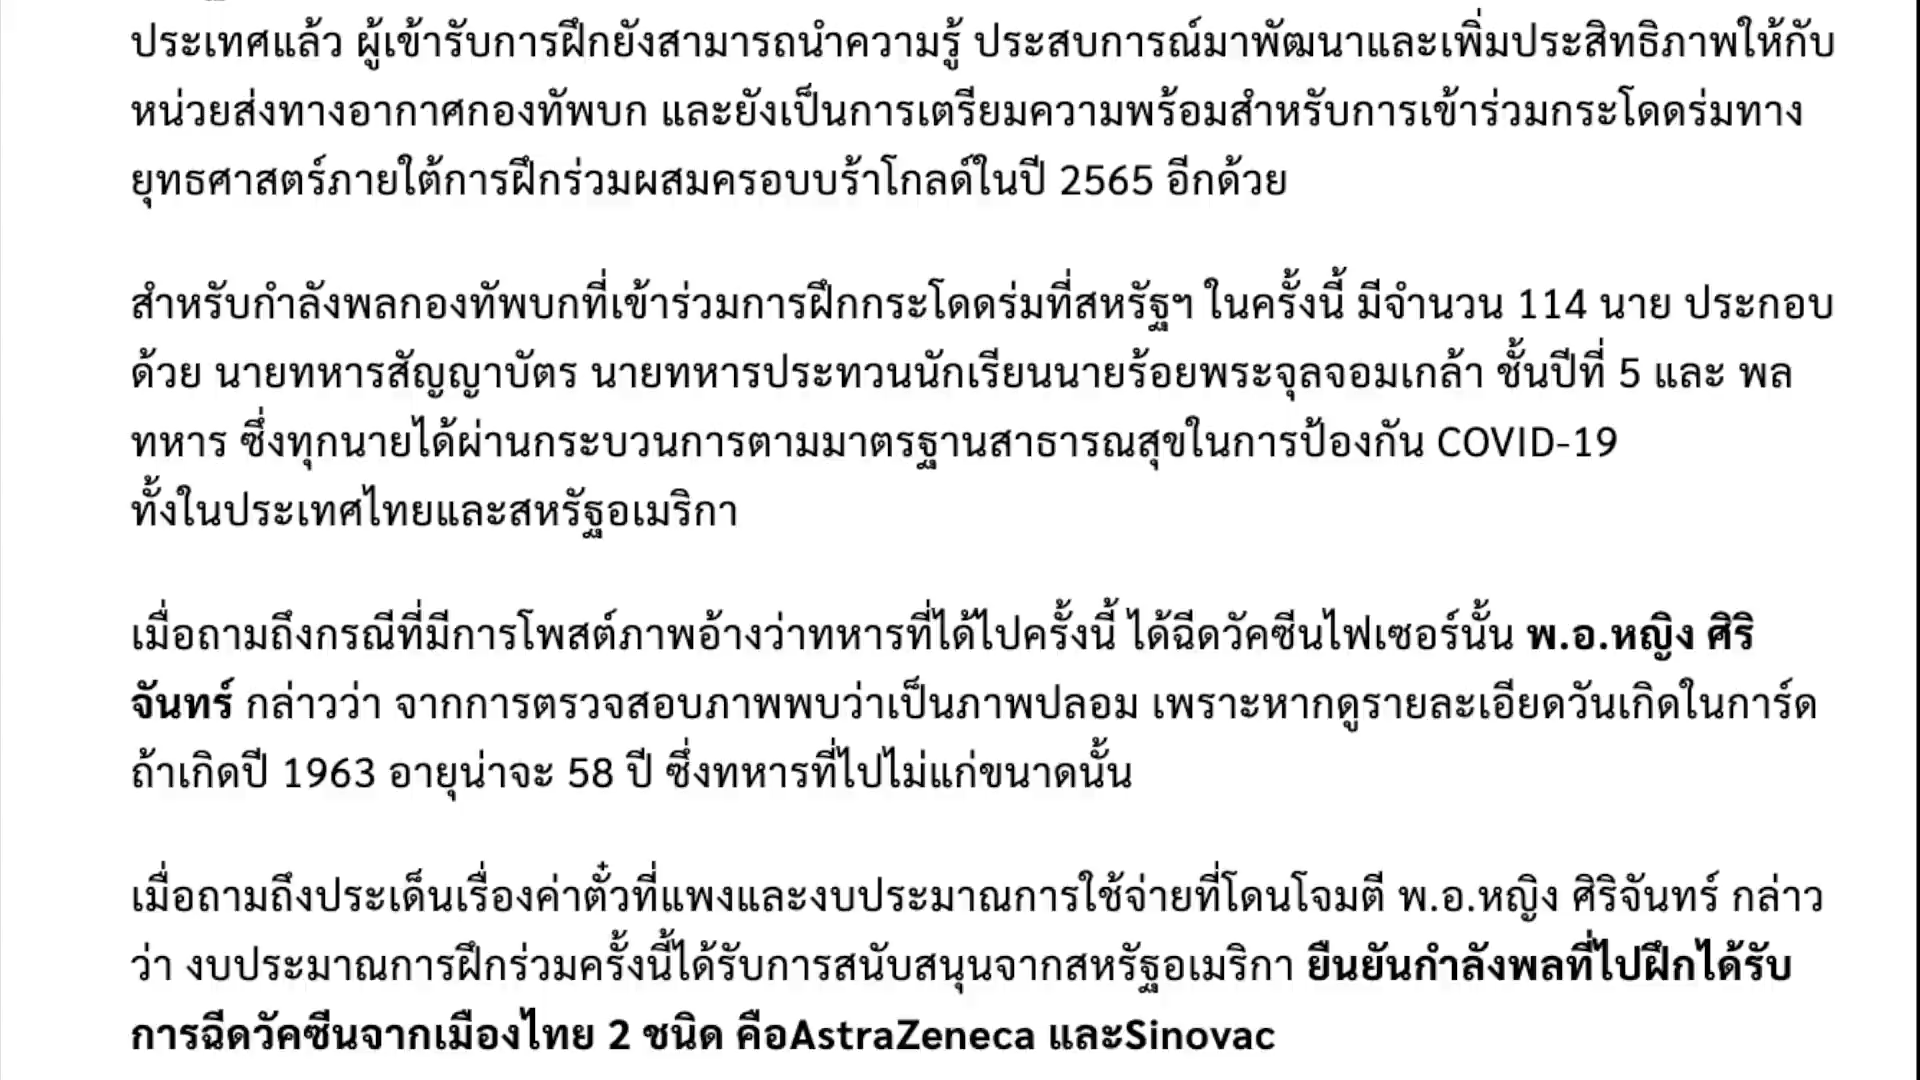 ประเทศแล้ว ผู้เข้ารับการฝึกยังสามารถนำความรู้ ประสบการณ์มาพัฒนาและเพิ่มประสิทธิภาพให้กับ
หน่วยส่งทางอากาศกองทัพบก และยังเป็นการเตรียมความพร้อมสำหรับการเข้าร่วมกระโดดร่มทาง
ยุทธศาสตร์ภายใต้การฝึกร่วมผสมครอบบร้าโกลด์ในปี 2565 อีกด้วย
สำหรับกำลังพลกองทัพบกที่เข้าร่วมการฝึกกระโดดร่มที่สหรัฐฯ ในครั้งนี้ มีจำนวน 114 นาย ประกอบ
ด้วย นายทหารสัญญาบัตร นายทหารประทวนนักเรียนนายร้อยพระจุลจอมเกล้า ชั้นปีที่ 5 และ พล
ทหาร ซึ่งทุกนายได้ผ่านกระบวนการตามมาตรฐานสาธารณสุขในการป้องกัน COVID-19
ทั้งในประเทศไทยและสหรัฐอเมริกา
เมื่อถามถึงกรณีที่มีการโพสต์ภาพอ้างว่าทหารที่ได้ไปครั้งนี้ ได้ฉีดวัคซีนไฟเซอร์นั้น พ.อ.หญิง ศิริ
จันทร์ กล่าวว่า จากการตรวจสอบภาพพบว่าเป็นภาพปลอม เพราะหากดูรายละเอียดวันเกิดในการ์ด
ถ้าเกิดปี 1963 อายุน่าจะ 58 ปี ซึ่งทหารที่ไปไม่แก่ขนาดนั้น
เมื่อถามถึงประเด็นเรื่องค่าตั๋วที่แพงและงบประมาณการใช้จ่ายที่โดนโจมตี พ.อ.หญิง ศิริจันทร์ กล่าว
ว่า งบประมาณการฝึกร่วมครั้งนี้ได้รับการสนับสนุนจากสหรัฐอเมริกา ยืนยันกำลังพลที่ไปฝึกได้รับ
การฉีดวัคซีนจากเมืองไทย 2 ชนิด คือAstraZeneca และSinovac